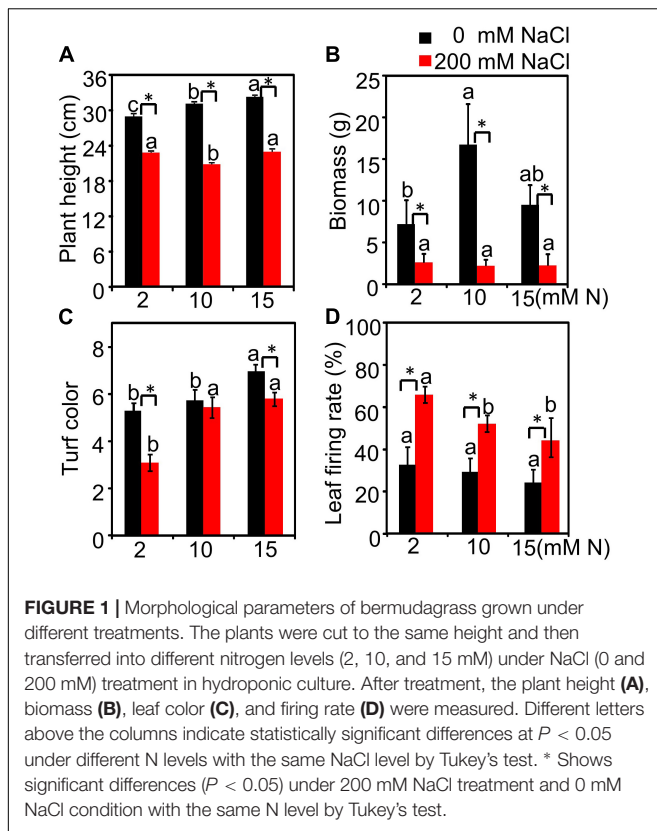 0 mM NaCl
200 mM NaCl
A
Plant height (cm)
36
30
24
18
12
6
0
c * a
b * b
a * a
2 10 15
B
Biomass (g)
25
20
15
10
5
0
b * a
a * a
ab * a
2 10 15(mM N)
C
Turf color
8
6
4
2
0
b * b
b a
a * a
2 10 15
D
Leaf firing rate (%)
100
80
60
40
20
0
a * a
a * b
a * b
2 10 15(mM N)
FIGURE 1 | Morphological parameters of bermudagrass grown under
different treatments. The plants were cut to the same height and then
transferred into different nitrogen levels (2, 10, and 15 mM) under NaCl (0 and
200 mM) treatment in hydroponic culture. After treatment, the plant height (A),
biomass (B), leaf color (C), and firing rate (D) were measured. Different letters
above the columns indicate statistically significant differences at P < 0.05
under different N levels with the same NaCl level by Tukey's test. * Shows
significant differences (P < 0.05) under 200 mM NaCl treatment and 0 mM
NaCl condition with the same N level by Tukey's test.